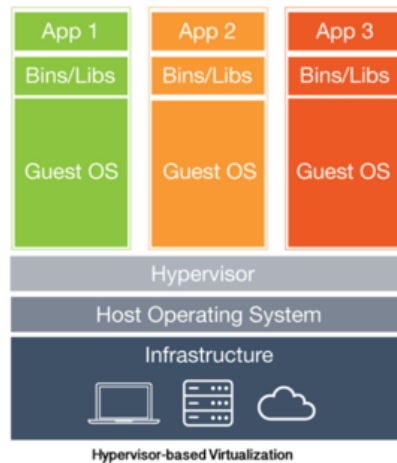 App 1 App 2 App 3
Bins/Libs Bins/Libs Bins/Libs
Guest OS Guest OS Guest OS
Hypervisor
Host Operating System
Infrastructure
Hypervisor-based Virtualization